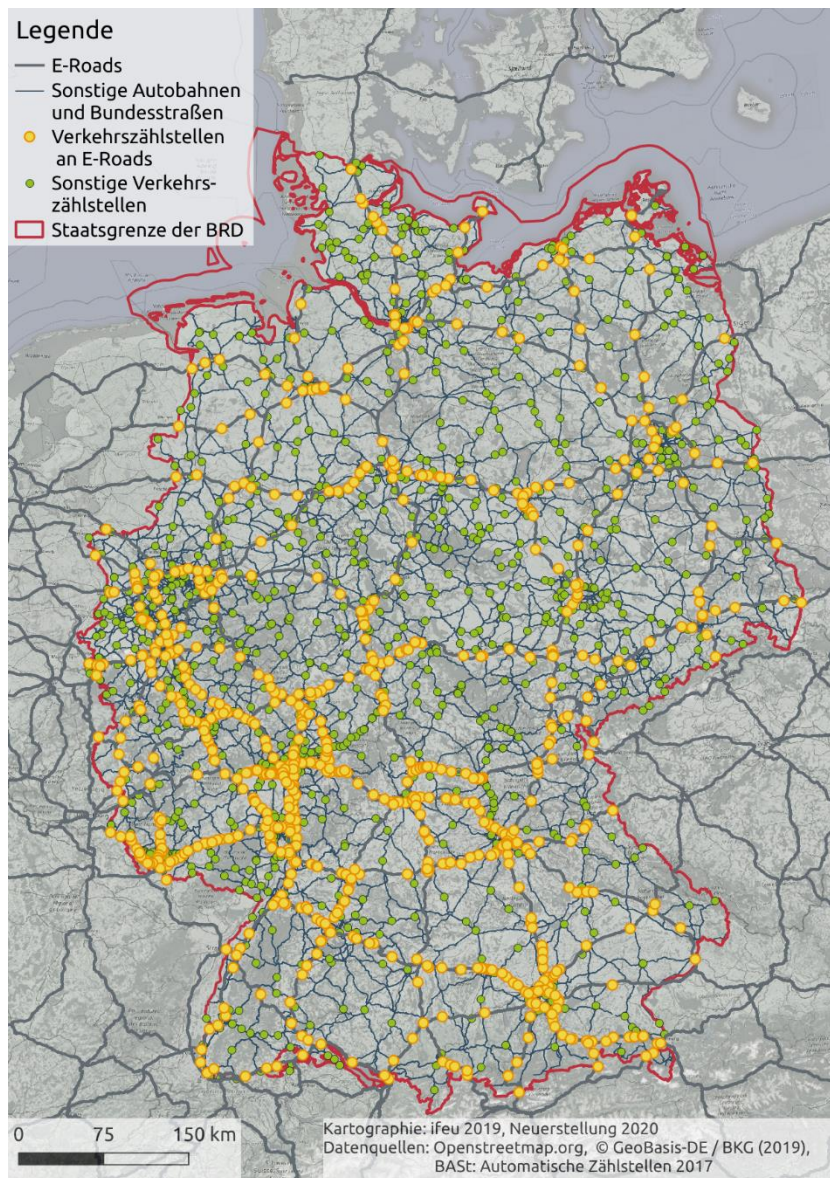 Legende
E-Roads
Sonstige Autobahnen
und Bundesstraßen
Verkehrszählstellen
an E-Roads
Sonstige Verkehrs-
zählstellen
Staatsgrenze der BRD
0 75 150 km
Kartographie: ifeu 2019, Neuerstellung 2020
Datenquellen: Openstreetmap.org, © GeoBasis-DE / BKG (2019),
BASt: Automatische Zählstellen 2017